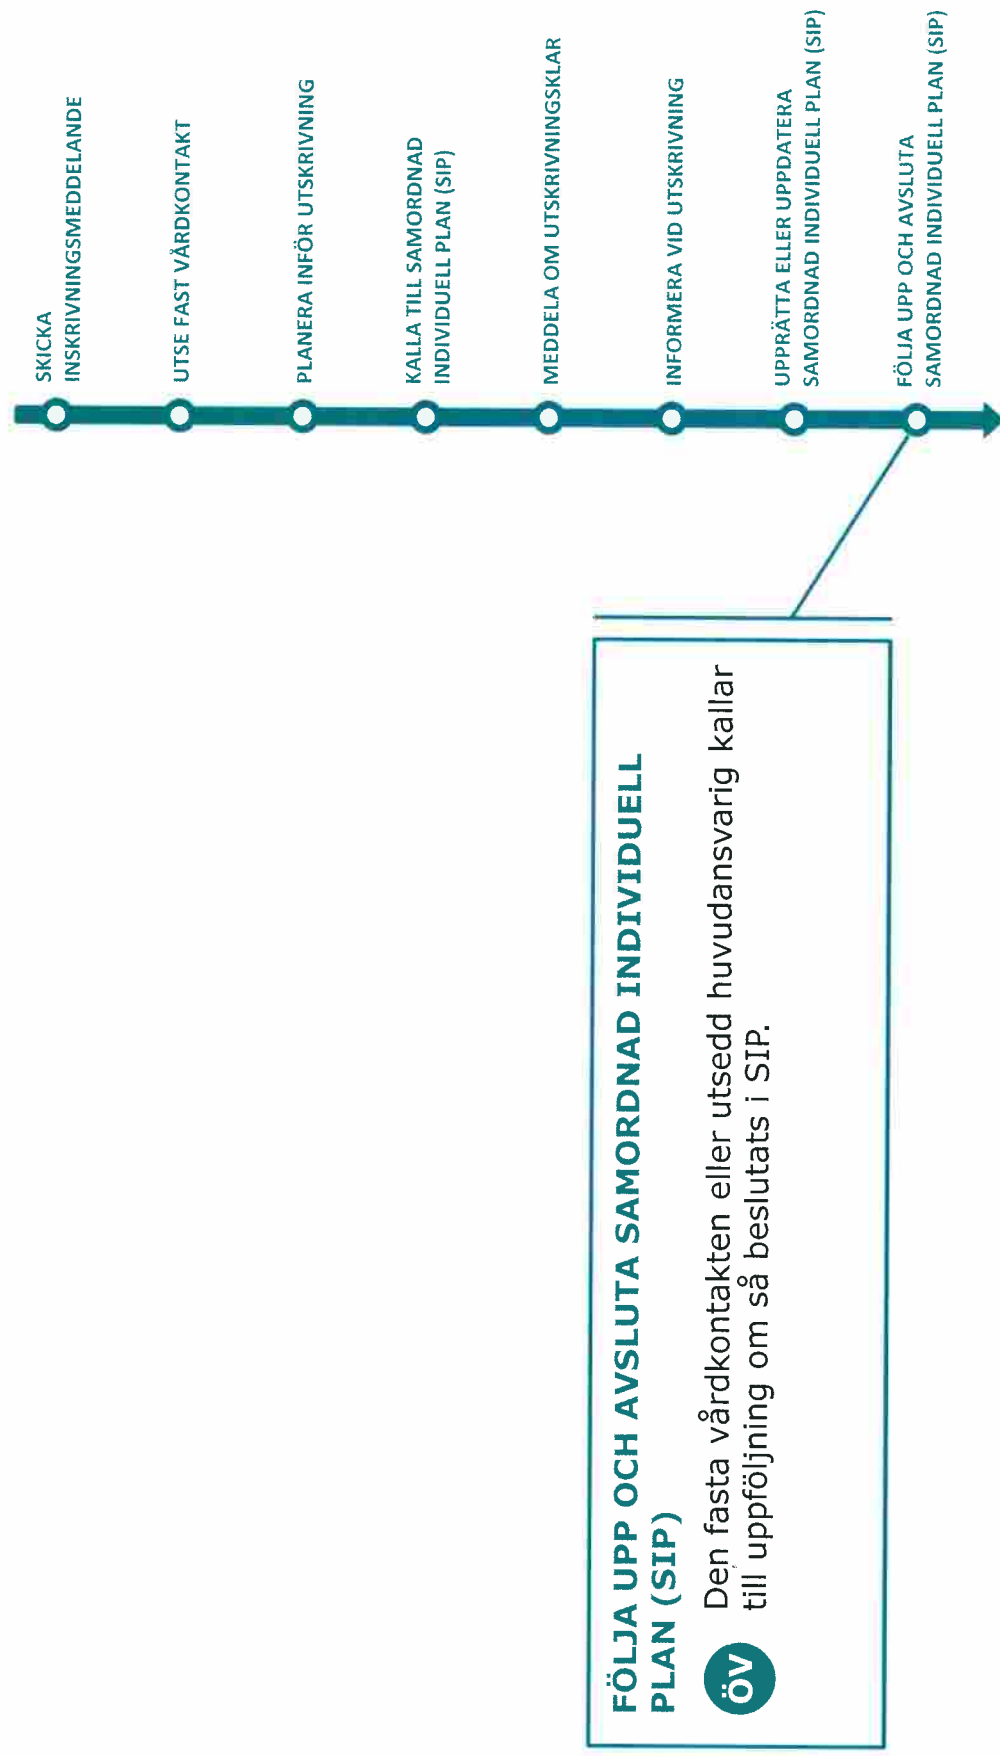 SKICKA
INSKRIVNINGSMEDDELANDE
UTSE FAST VÅRDKONTAKT
PLANERA INFÖR UTSKRIVNING
KALLA TILL SAMORDNAD
INDIVIDUELL PLAN (SIP)
MEDDELA OM UTSKRIVNINGSKLAR
INFORMERA VID UTSKRIVNING
UPPRÄTTA ELLER UPPDATERA
SAMORDNAD INDIVIDUELL PLAN (SIP)
FÖLJA UPP OCH AVSLUTA
SAMORDNAD INDIVIDUELL PLAN (SIP)
FÖLJA UPP OCH AVSLUTA SAMORDNAD INDIVIDUELL
PLAN (SIP)
ÖV
Den fasta vårdkontakten eller utsedd huvudansvarig kallar
till uppföljning om så beslutats i SIP.